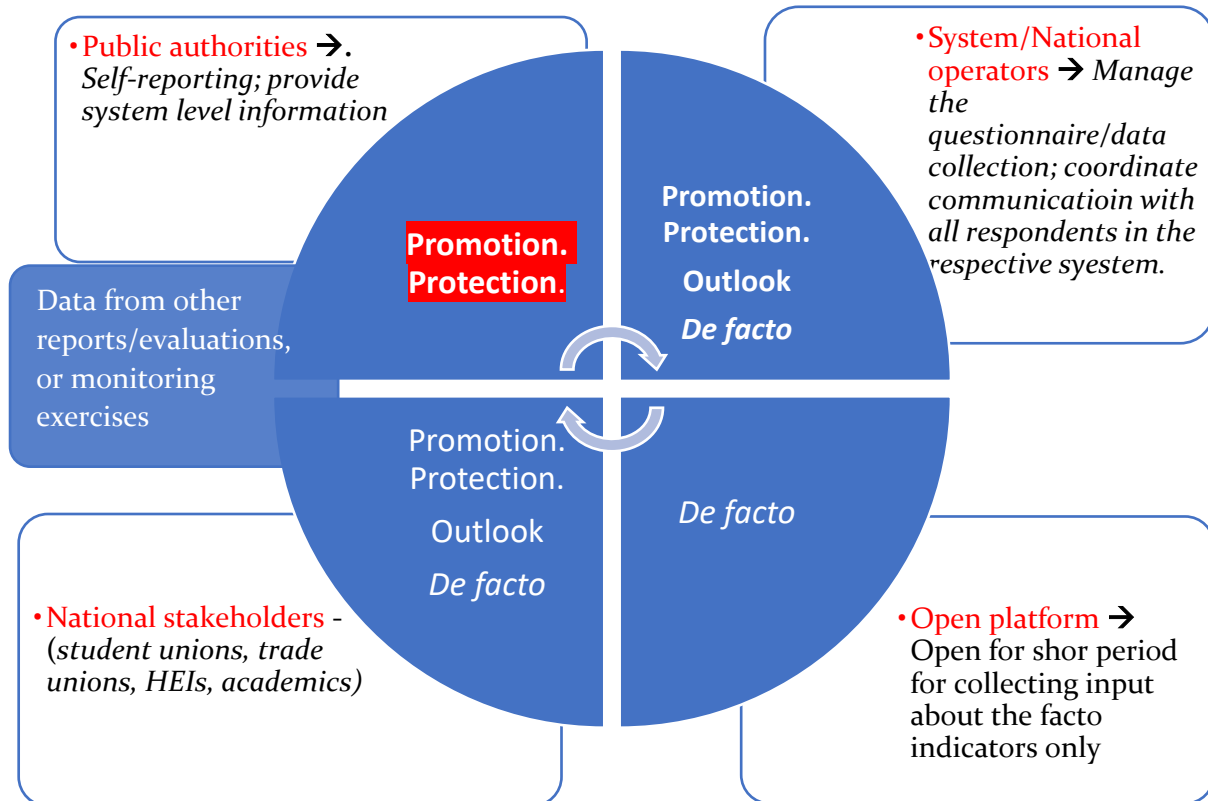 •Public authorities → .
Self-reporting; provide
system level information
•System/National
operators → Manage
the
questionnaire/data
collection; coordinate
communicatioin with
all respondents in the
respective syestem.
Promotion.
Protection.
Promotion.
Protection.
Outlook
De facto
Data from other
reports/evaluations,
or monitoring
exercises
Promotion.
Protection.
Outlook
De facto
De facto
•National stakeholders -
(student unions, trade
unions, HEIs, academics)
•Open platform →
Open for shor period
for collecting input
about the facto
indicators only